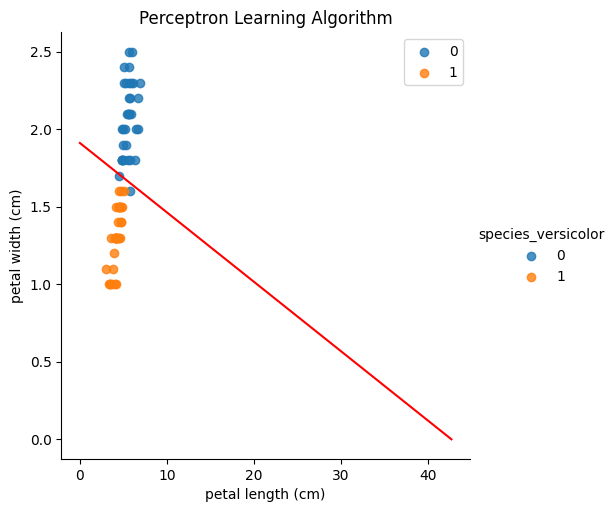 Perceptron Learning Algorithm
0
1
2.5
2.0
1.5
1.0
0.5
0.0
petal width (cm)
species_versicolor
0
1
0 10 20 30 40
petal length (cm)